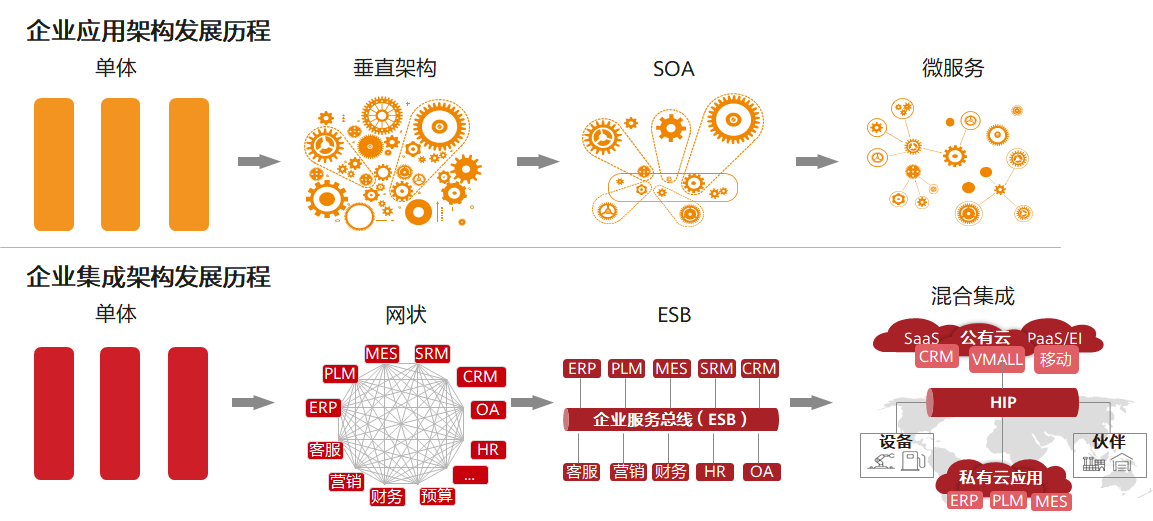 企业应用架构发展历程
单体
垂直架构
SOA
微服务
企业集成架构发展历程
单体
网状
MES
SRM
PLM
CRM
ERP
OA
客服
HR
营销
...
财务
预算
ESB
ERP
PLM
MES
SRM
CRM
企业服务总线（ESB）
客服
营销
财务
HR
OA
混合集成
SaaS
公有云
PaaS/EI
CRM
VMALL
移动
HIP
设备
伙伴
私有云应用
ERP
PLM
MES